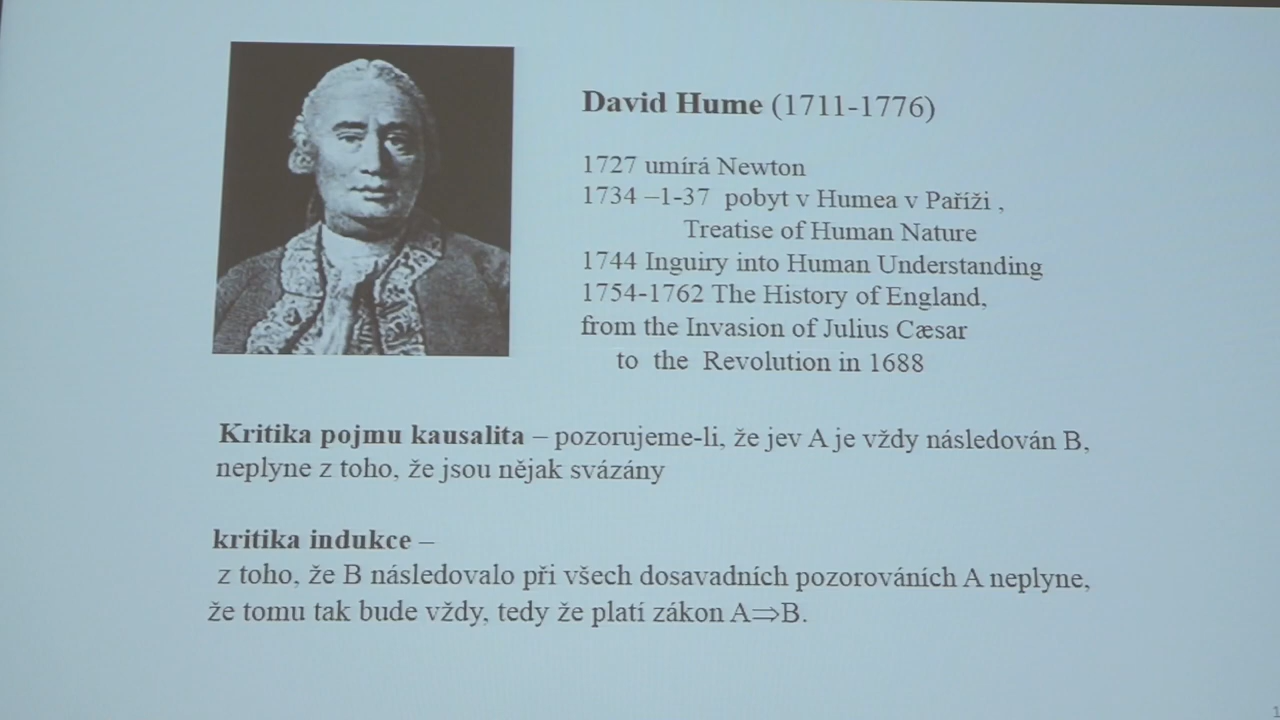 David Hume (1711-1776)
1727 umírá Newton
1734 –1-37 pobyt v Humea v Paříži ,
Treatise of Human Nature
1744 Inguiry into Human Understanding
1754-1762 The History of England,
from the Invasion of Julius Cæsar
to the Revolution in 1688
Kritika pojmu kausalita – pozorujeme-li, že jev A je vždy následován B,
neplyne z toho, že jsou nějak svázány
kritika indukce –
z toho, že B následovalo při všech dosavadních pozorováních A neplyne,
že tomu tak bude vždy, tedy že platí zákon A⇒B.